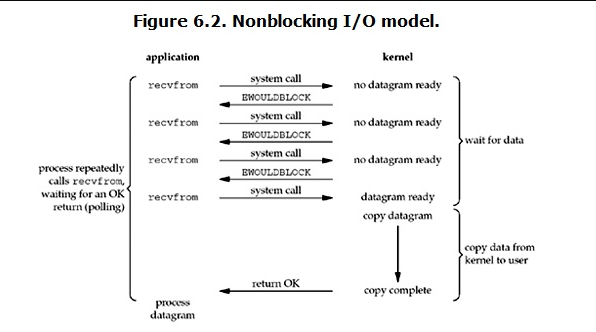 Figure 6.2. Nonblocking I/O model.
application
kernel
recvfrom
system call
no datagram ready
EWOULDBLOCK
recvfrom
system call
no datagram ready
EWOULDBLOCK
recvfrom
system call
no datagram ready
EWOULDBLOCK
recvfrom
system call
datagram ready
copy datagram
wait for data
process repeatedly
calls recvfrom,
waiting for an OK
return (polling)
copy data from
kernel to user
return OK
copy complete
process
datagram